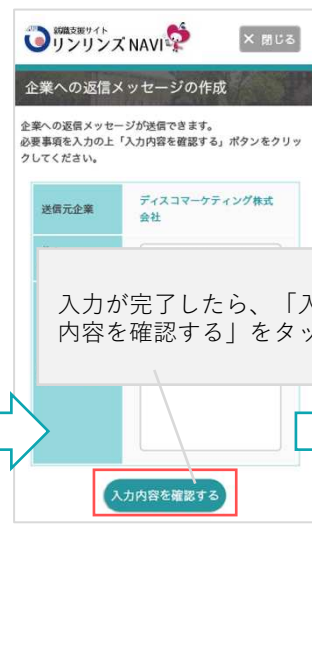 就職支援サイト
リンリンズNAVI
× 閉じる
企業への返信メッセージの作成
企業への返信メッセージが送信できます。
必要事項を入力の上「入力内容を確認する」ボタンをクリッ
クしてください。
送信元企業
ディスコマーケティング株式
会社
入力が完了したら、「入
内容を確認する」をタッ
入力内容を確認する